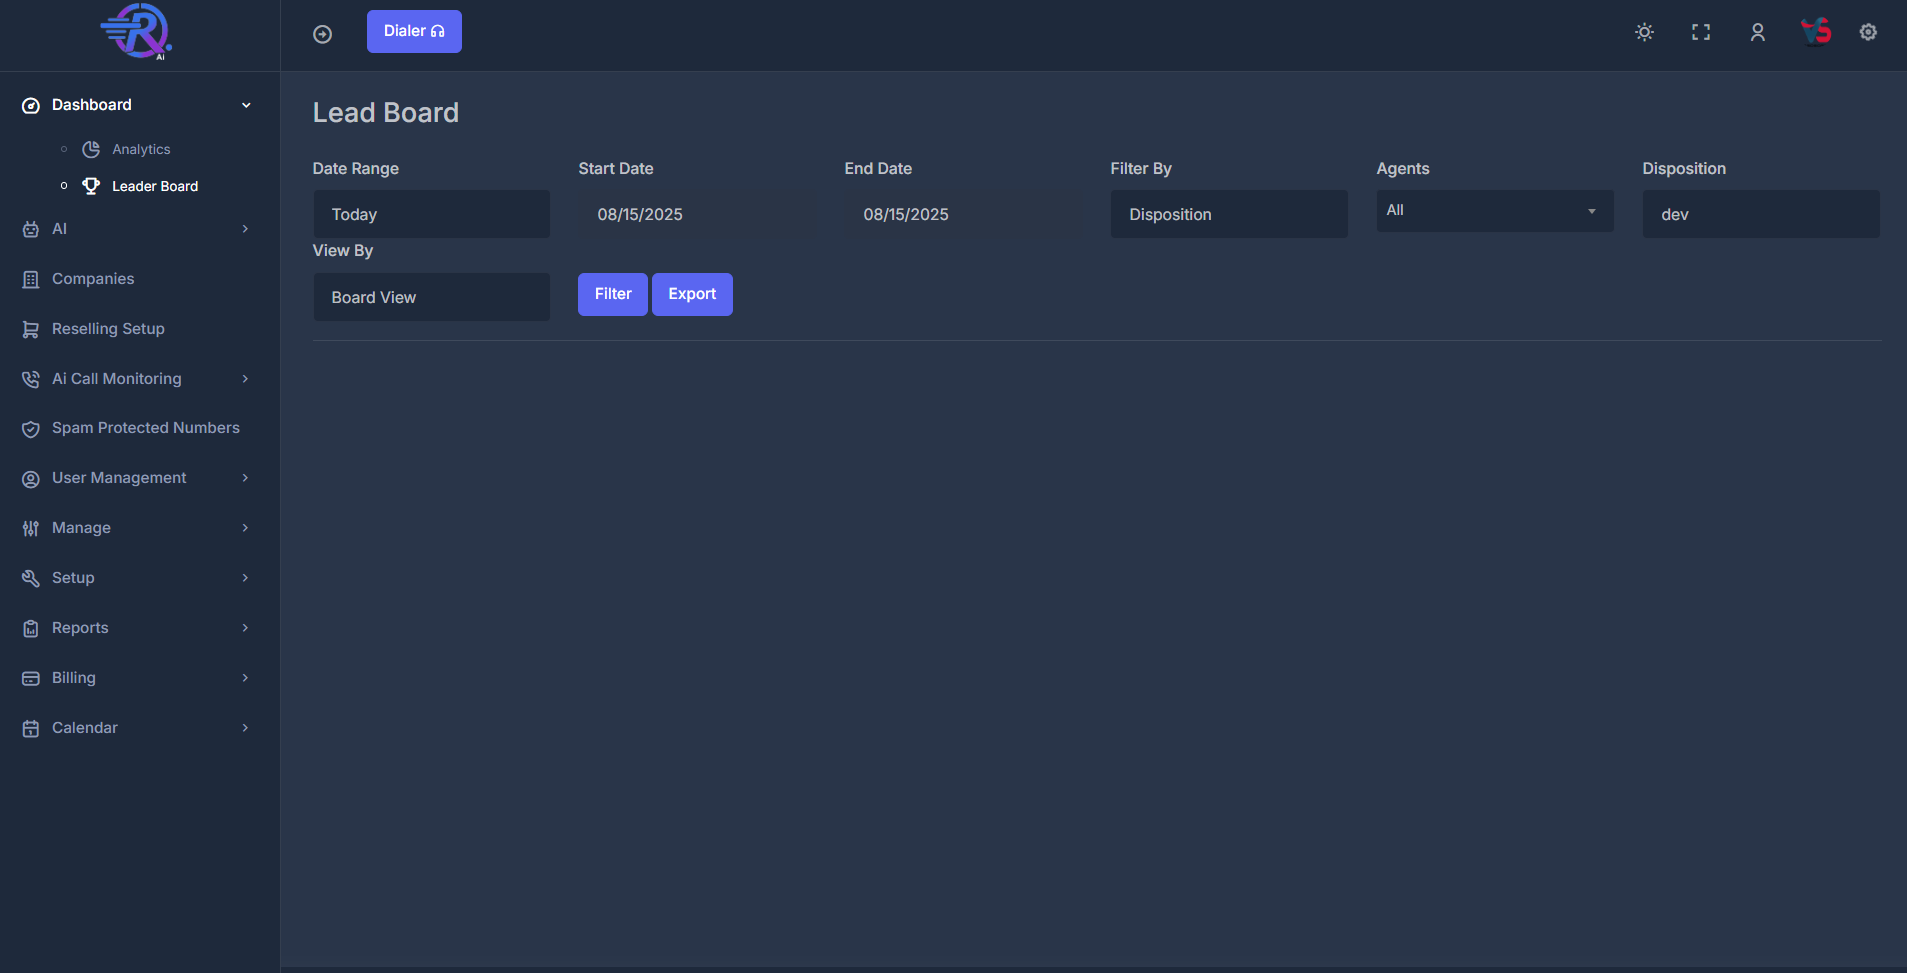 R.
Ai
Dialer
Dashboard
Analytics
Leader Board
AI
Companies
Reselling Setup
Ai Call Monitoring
Spam Protected Numbers
User Management
Manage
Setup
Reports
Billing
Calendar
VS
Lead Board
Date Range
Start Date
End Date
Filter By
Agents
Disposition
Today
08/15/2025
08/15/2025
Disposition
All
dev
View By
Board View
Filter
Export